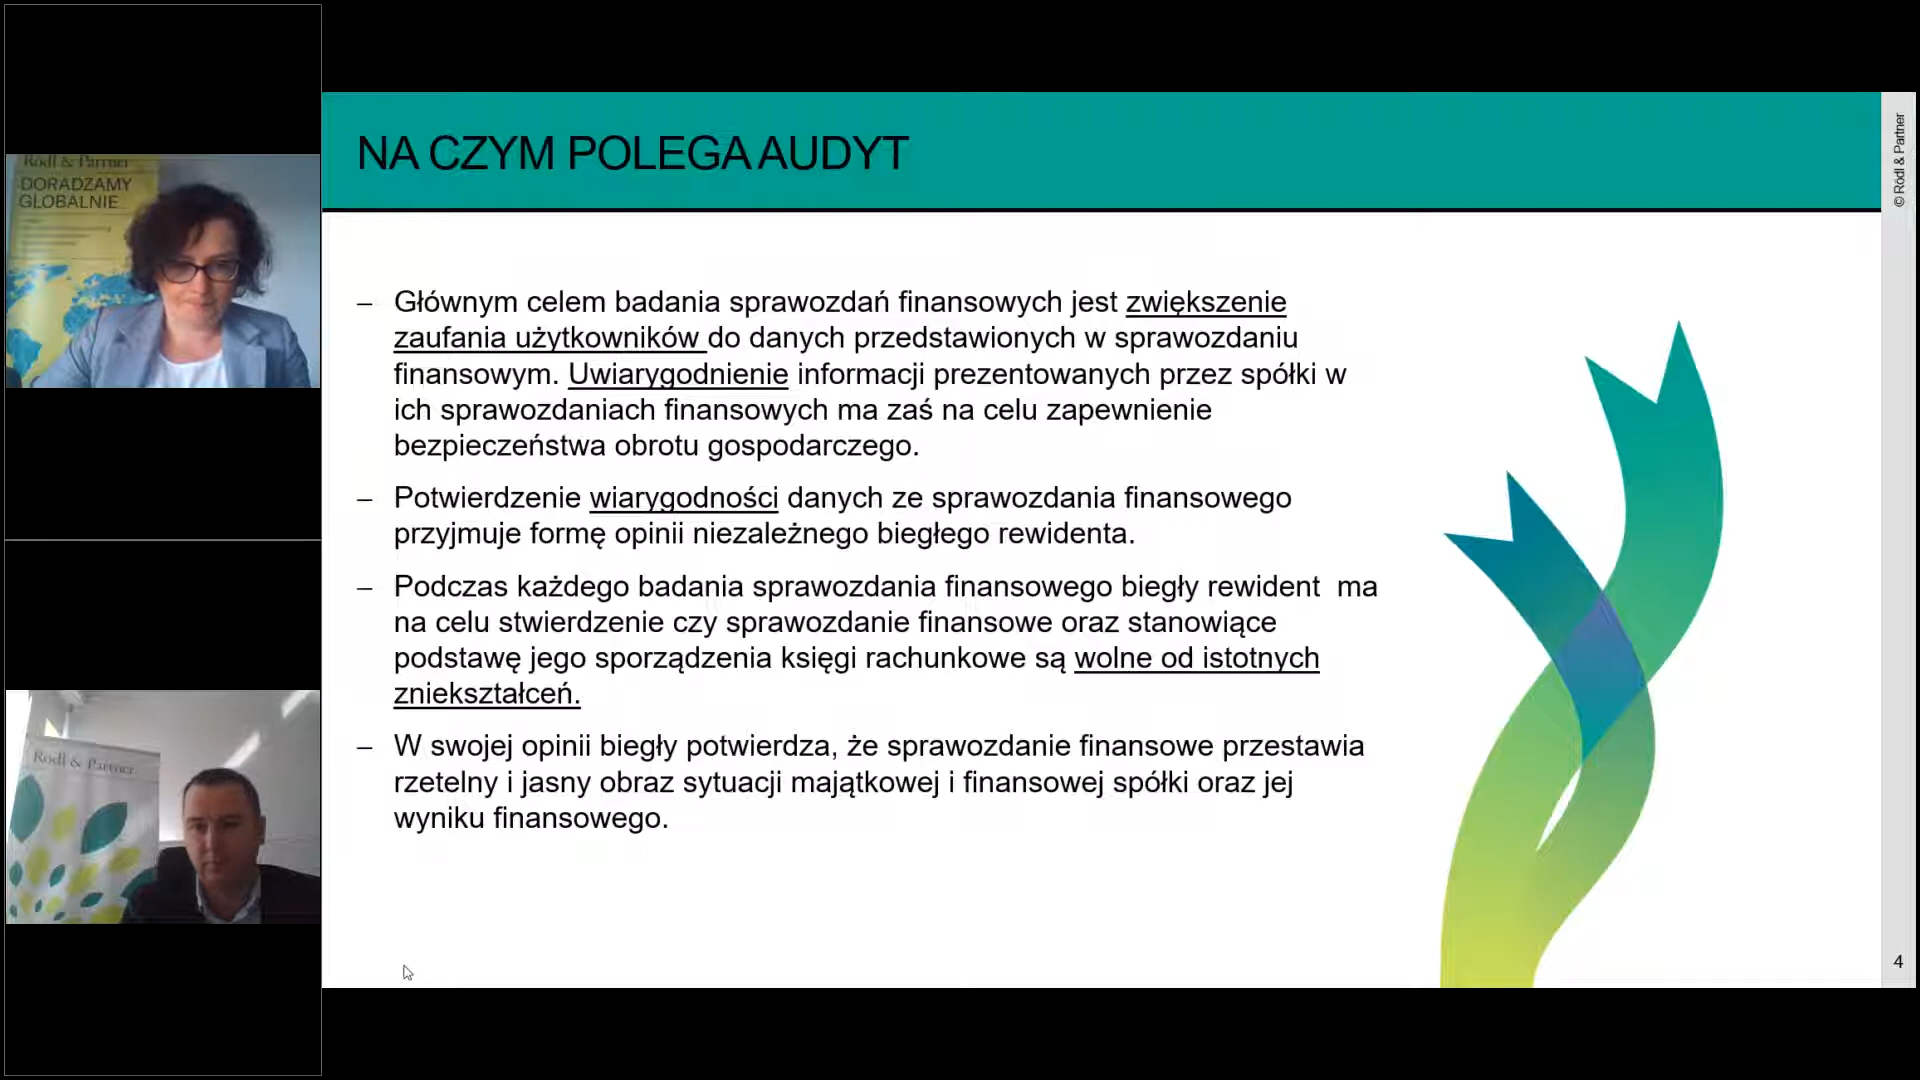 Rödl & Partner
DORADZAMY
GLOBALNIE
Rödl & Partner
NA CZYM POLEGA AUDYT
– Głównym celem badania sprawozdań finansowych jest zwiększenie
zaufania użytkowników do danych przedstawionych w sprawozdaniu
finansowym. Uwiarygodnienie informacji prezentowanych przez spółki w
ich sprawozdaniach finansowych ma zaś na celu zapewnienie
bezpieczeństwa obrotu gospodarczego.
– Potwierdzenie wiarygodności danych ze sprawozdania finansowego
przyjmuje formę opinii niezależnego biegłego rewidenta.
– Podczas każdego badania sprawozdania finansowego biegły rewident ma
na celu stwierdzenie czy sprawozdanie finansowe oraz stanowiące
podstawę jego sporządzenia księgi rachunkowe są wolne od istotnych
zniekształceń.
– W swojej opinii biegły potwierdza, że sprawozdanie finansowe przestawia
rzetelny i jasny obraz sytuacji majątkowej i finansowej spółki oraz jej
wyniku finansowego.
© Rödl & Partner
4